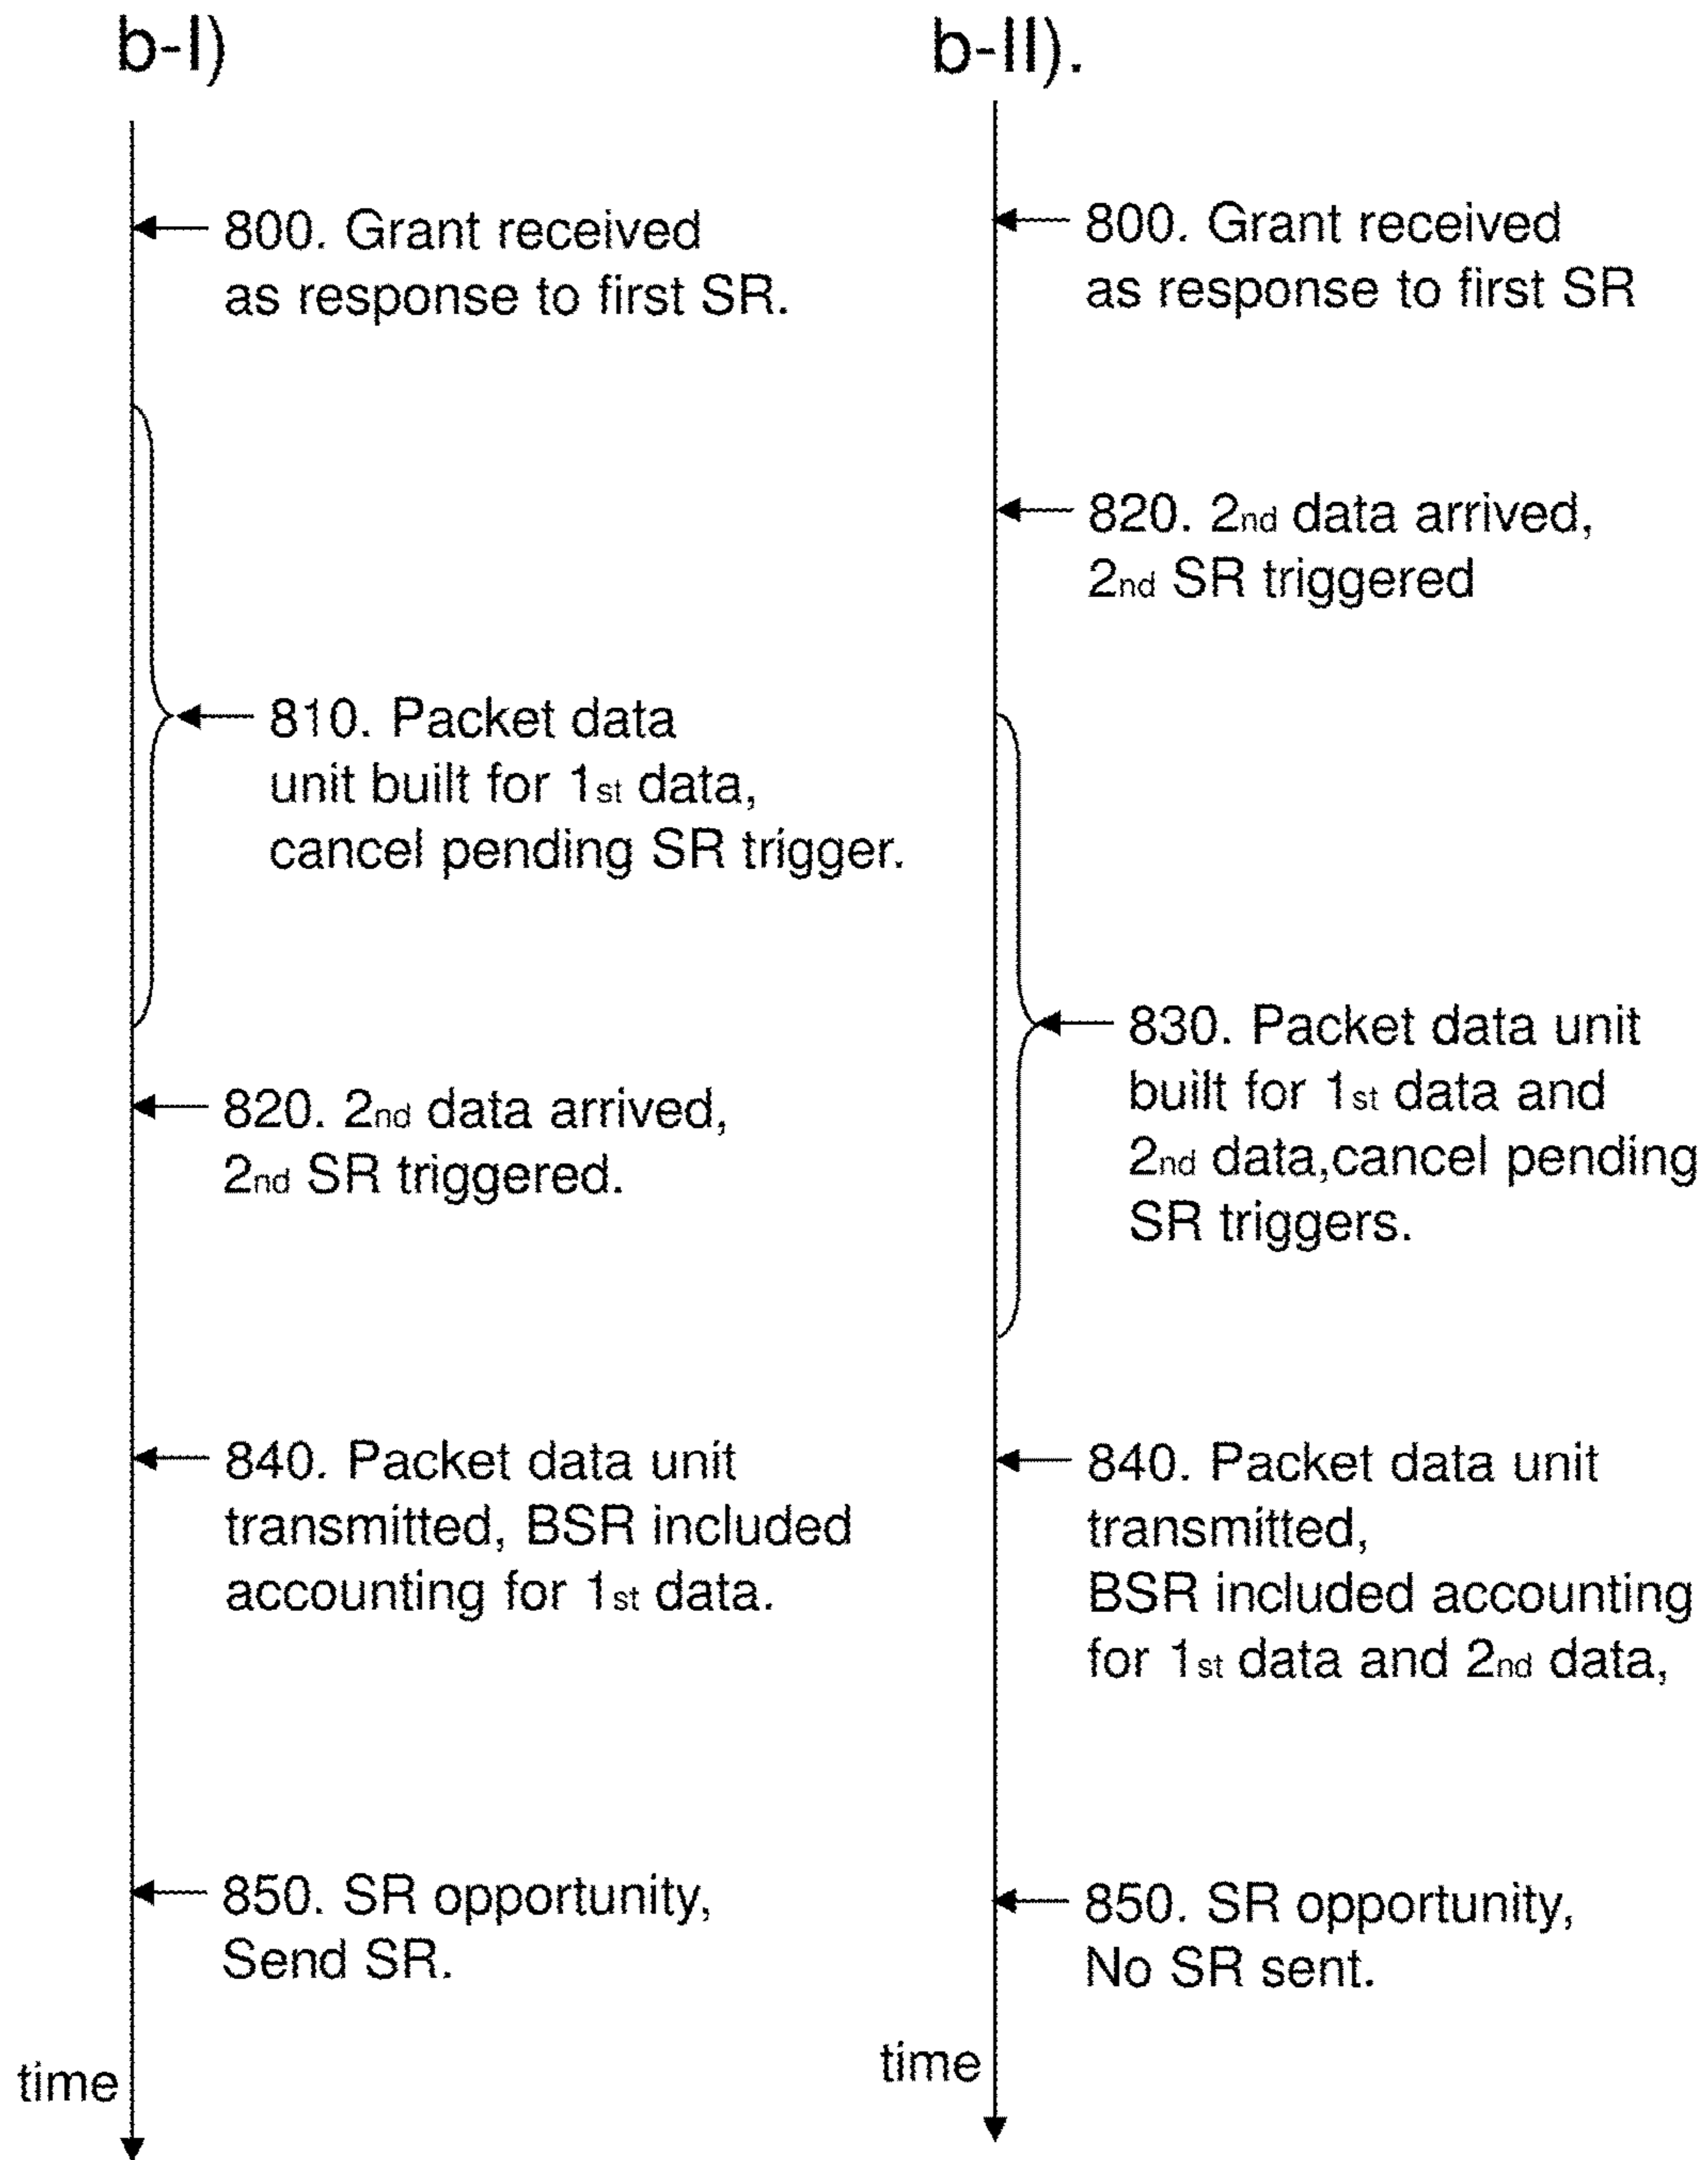 b-I)
800. Grant received
as response to first SR.
810. Packet data
unit built for 1st data,
cancel pending SR trigger.
820. 2nd data arrived,
2nd SR triggered.
840. Packet data unit
transmitted, BSR included
accounting for 1st data.
850. SR opportunity,
Send SR.
time
b-II).
800. Grant received
as response to first SR
820. 2nd data arrived,
2nd SR triggered
830. Packet data unit
built for 1st data and
2nd data,cancel pending
SR triggers.
840. Packet data unit
transmitted,
BSR included accounting
for 1st data and 2nd data,
850. SR opportunity,
No SR sent.
time